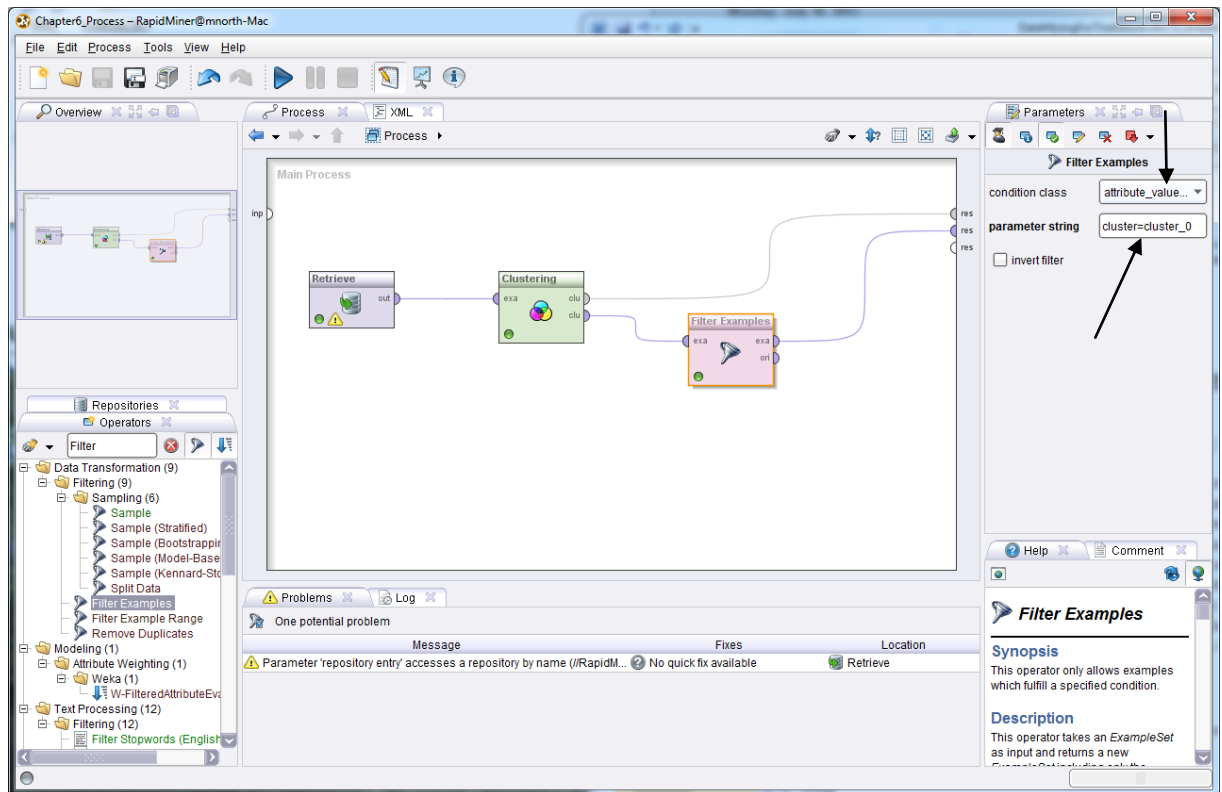 Chapter6_Process – RapidMiner@mnorth-Mac
File Edit Process Tools View Help
Overview
Process
XML
Parameters
Process
Filter Examples
Main Process
condition class
attribute_value...
inp
res
res
res
parameter string
cluster=cluster_0
invert filter
Retrieve
out
Clustering
exa
clu
clu
Filter Examples
exa
exa
ori
Repositories
Operators
Filter
Data Transformation (9)
Filtering (9)
Sampling (6)
Sample
Sample (Stratified)
Sample (Bootstrappin
Sample (Model-Base
Sample (Kennard-Sto
Split Data
Filter Examples
Filter Example Range
Remove Duplicates
Modeling (1)
Attribute Weighting (1)
Weka (1)
W-FilteredAttributeEva
Text Processing (12)
Filtering (12)
Filter Stopwords (English
Problems
Log
One potential problem
Message Fixes Location
Parameter 'repository entry' accesses a repository by name (//RapidM... No quick fix available Retrieve
Help
Comment
Filter Examples
Synopsis
This operator only allows examples
which fulfill a specified condition.
Description
This operator takes an ExampleSet
as input and returns a new